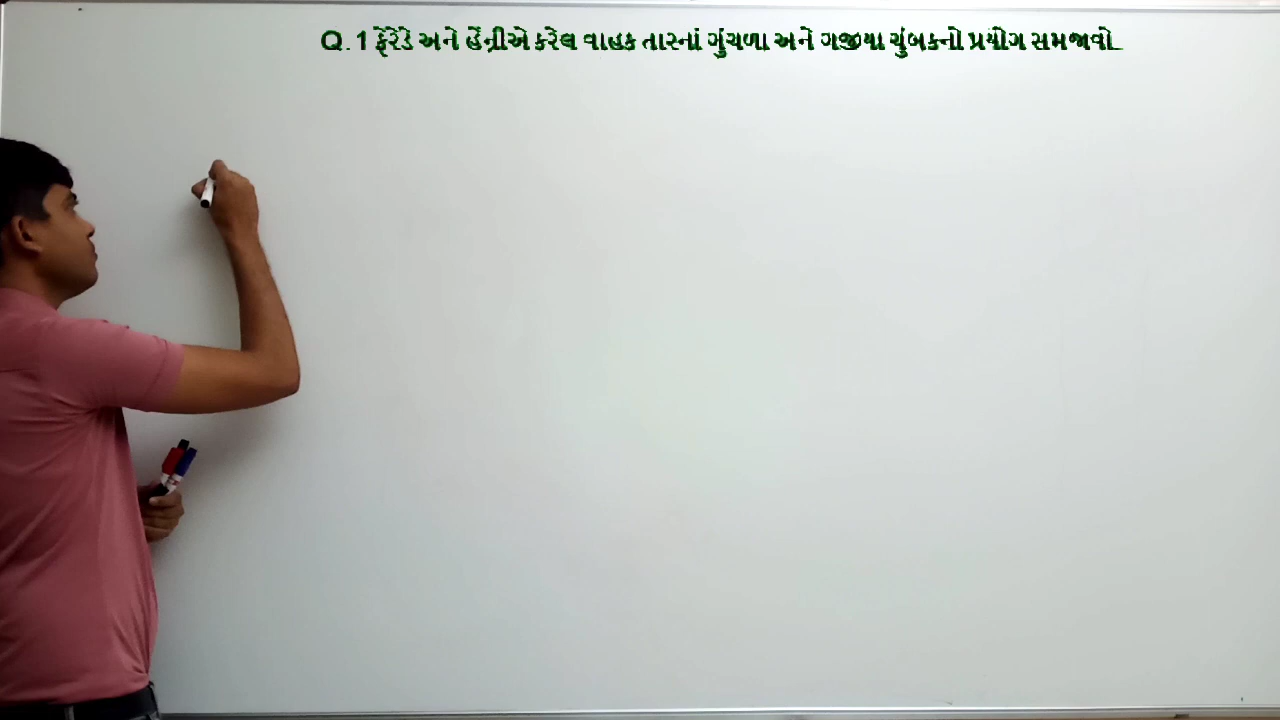 Q.1 ફેરેડે અને હેન્રીએ કરેલ વાહક તારનાં ગુંચળા અને ગજીયા ચુંબકનો પ્રયોગ સમજાવો